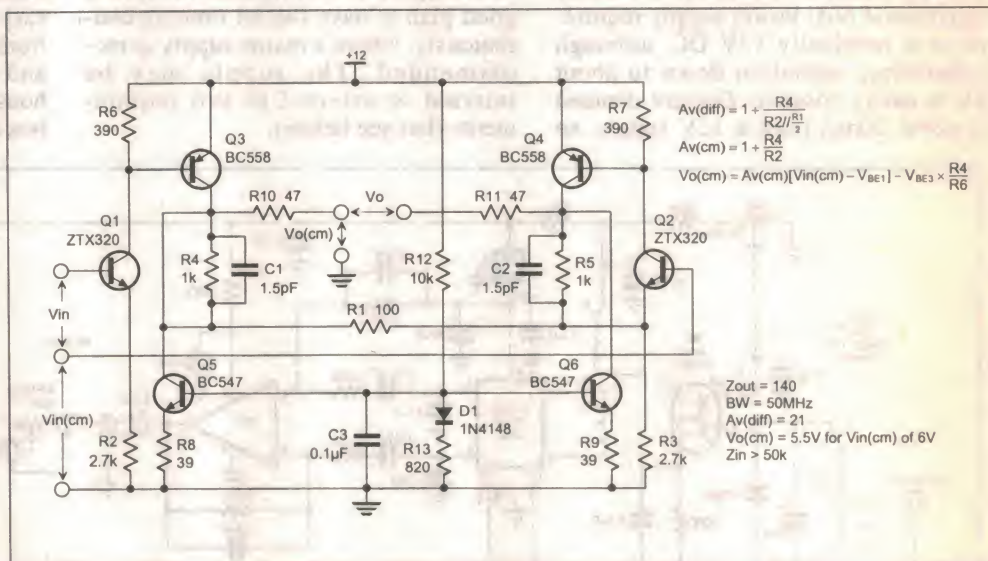 +12
R6
390
Q3
BC558
Q4
BC558
R7
390
Av(diff) = 1 + R4 / R2//R1/2
Av(cm) = 1 + R4/R2
Vo(cm) = Av(cm)[Vin(cm) – VBE1] – VBE3 × R4/R6
Q1
ZTX320
R10 47
Vo
R11 47
Q2
ZTX320
Vo(cm)
R4
1k
C1
1.5pF
R12
10k
C2
1.5pF
R5
1k
R1 100
Vin
Q5
BC547
Q6
BC547
Vin(cm)
D1
1N4148
R2
2.7k
R8
39
C3
0.1µF
R13
820
R9
39
R3
2.7k
Zout = 140
BW = 50MHz
Av(diff) = 21
Vo(cm) = 5.5V for Vin(cm) of 6V
Zin > 50k